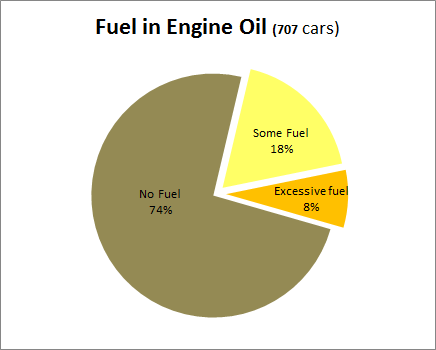 Fuel in Engine Oil (707 cars)
Some Fuel
18%
Excessive fuel
8%
No Fuel
74%